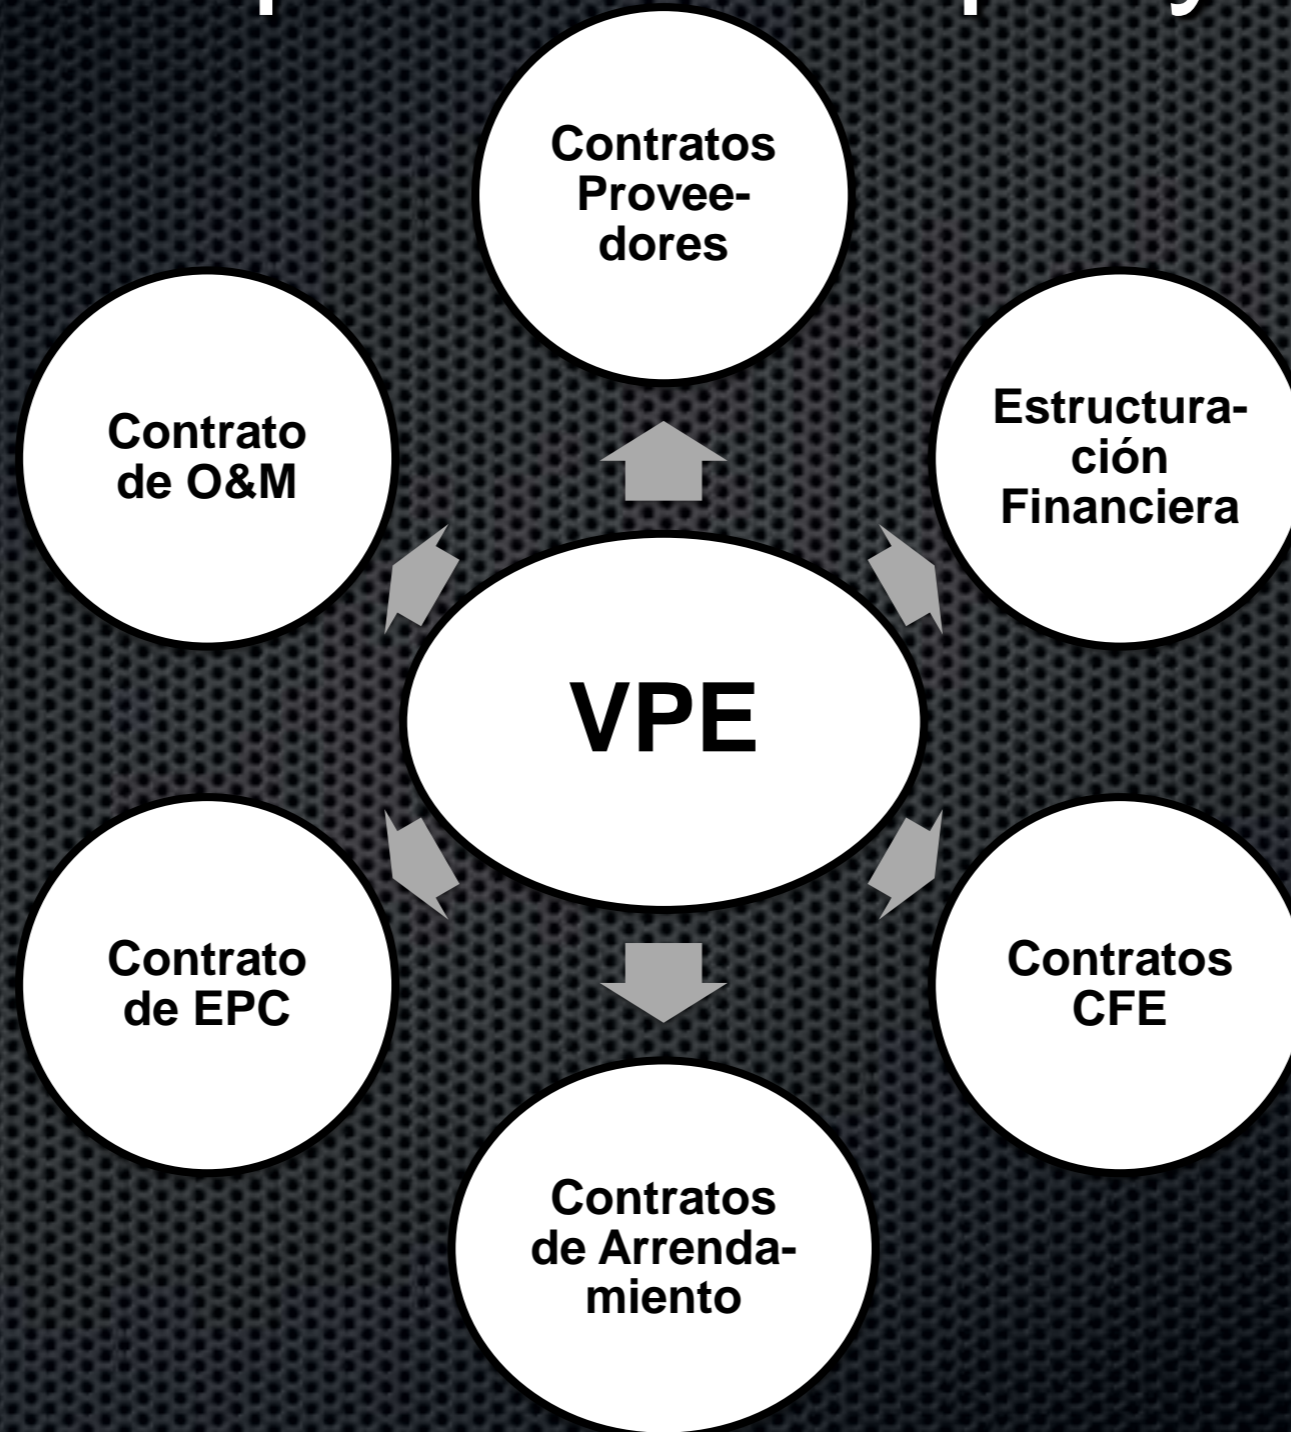 Contratos
Provee-
dores
Estructura-
ción
Financiera
Contrato
de O&M
VPE
Contrato
de EPC
Contratos
CFE
Contratos
de Arrenda-
miento